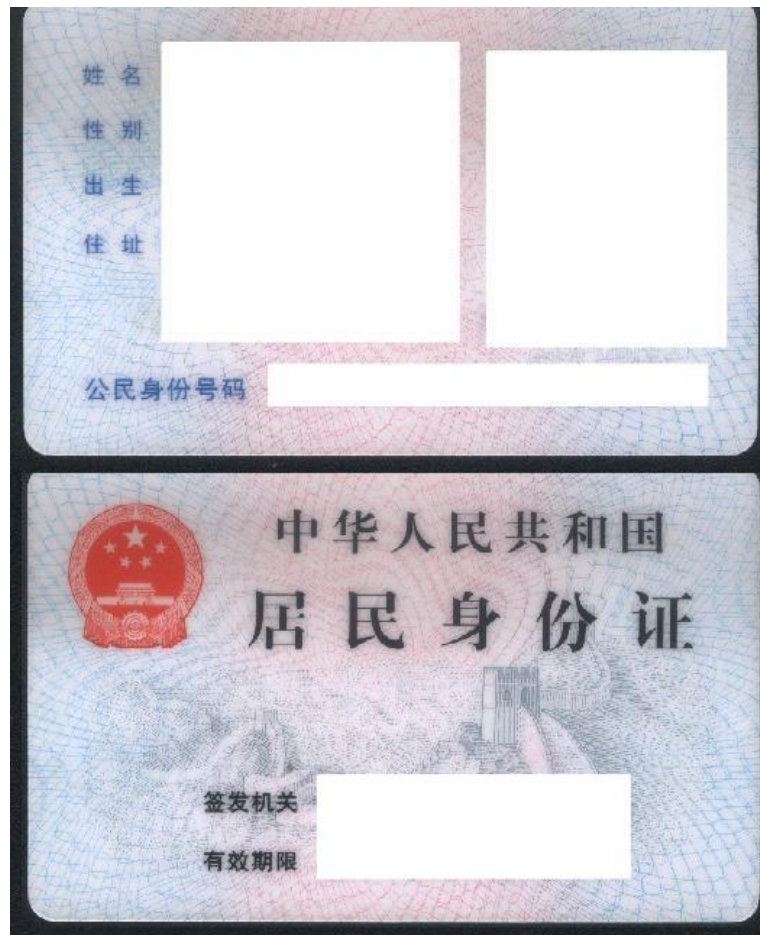 姓 名
性 别
出 生
住 址
公民身份号码
中华人民共和国
居民身份证
签发机关
有效期限